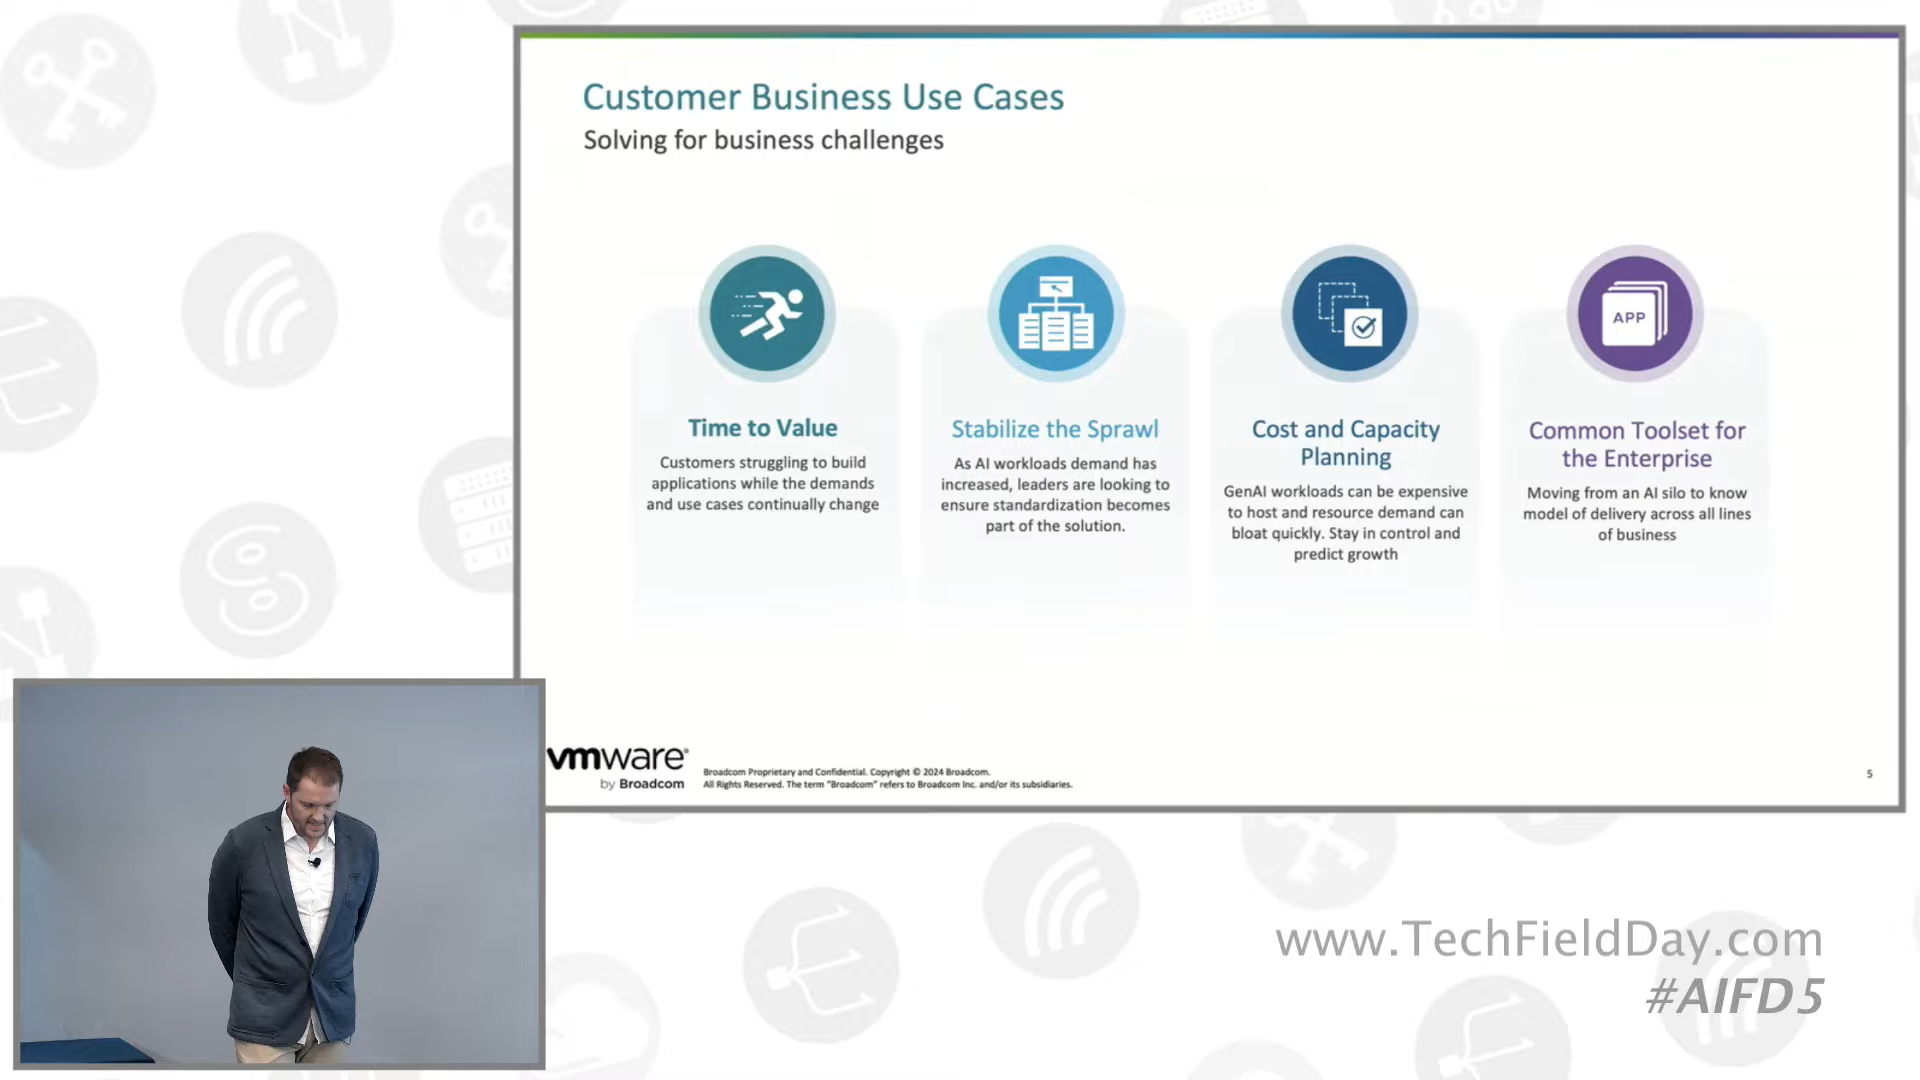 Customer Business Use Cases
Solving for business challenges
APP
Time to Value
Customers struggling to build
applications while the demands
and use cases continually change
Stabilize the Sprawl
As AI workloads demand has
increased, leaders are looking to
ensure standardization becomes
part of the solution.
Cost and Capacity
Planning
GenAI workloads can be expensive
to host and resource demand can
bloat quickly. Stay in control and
predict growth
Common Toolset for
the Enterprise
Moving from an AI silo to know
model of delivery across all lines
of business
vmware®
by Broadcom
Broadcom Proprietary and Confidential. Copyright © 2024 Broadcom.
All Rights Reserved. The term "Broadcom" refers to Broadcom Inc. and/or its subsidiaries.
5
www.TechFieldDay.com
#AIFD5